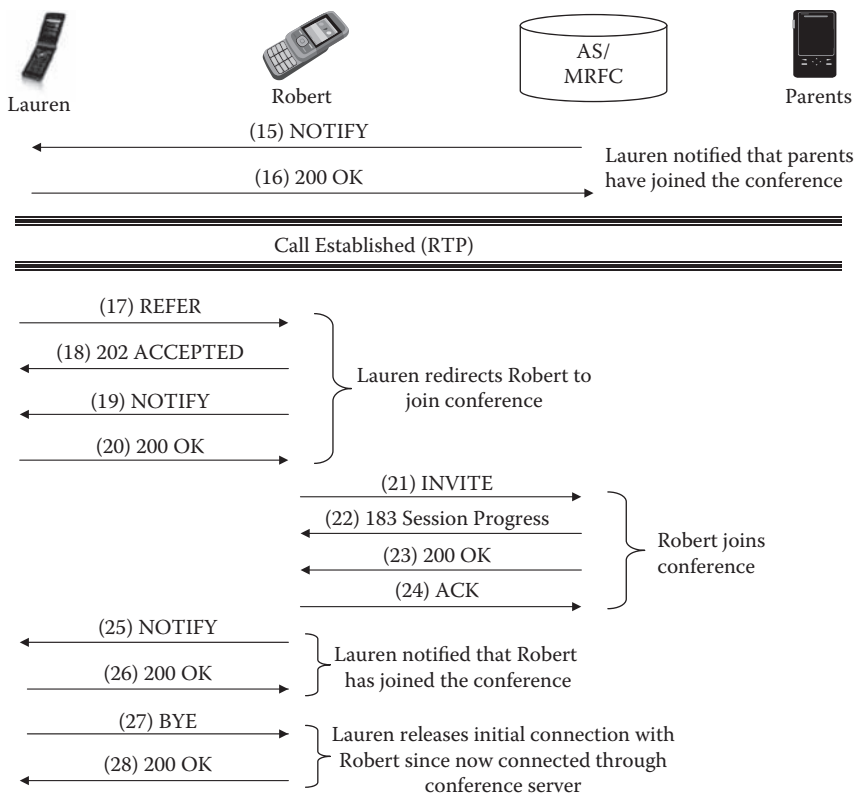 AS/
MRFC
Lauren
Robert
Parents
(15) NOTIFY
Lauren notified that parents
have joined the conference
(16) 200 OK
Call Established (RTP)
(17) REFER
(18) 202 ACCEPTED
(19) NOTIFY
(20) 200 OK
Lauren redirects Robert to
join conference
(21) INVITE
(22) 183 Session Progress
(23) 200 OK
(24) ACK
Robert joins
conference
(25) NOTIFY
(26) 200 OK
Lauren notified that Robert
has joined the conference
(27) BYE
(28) 200 OK
Lauren releases initial connection with
Robert since now connected through
conference server